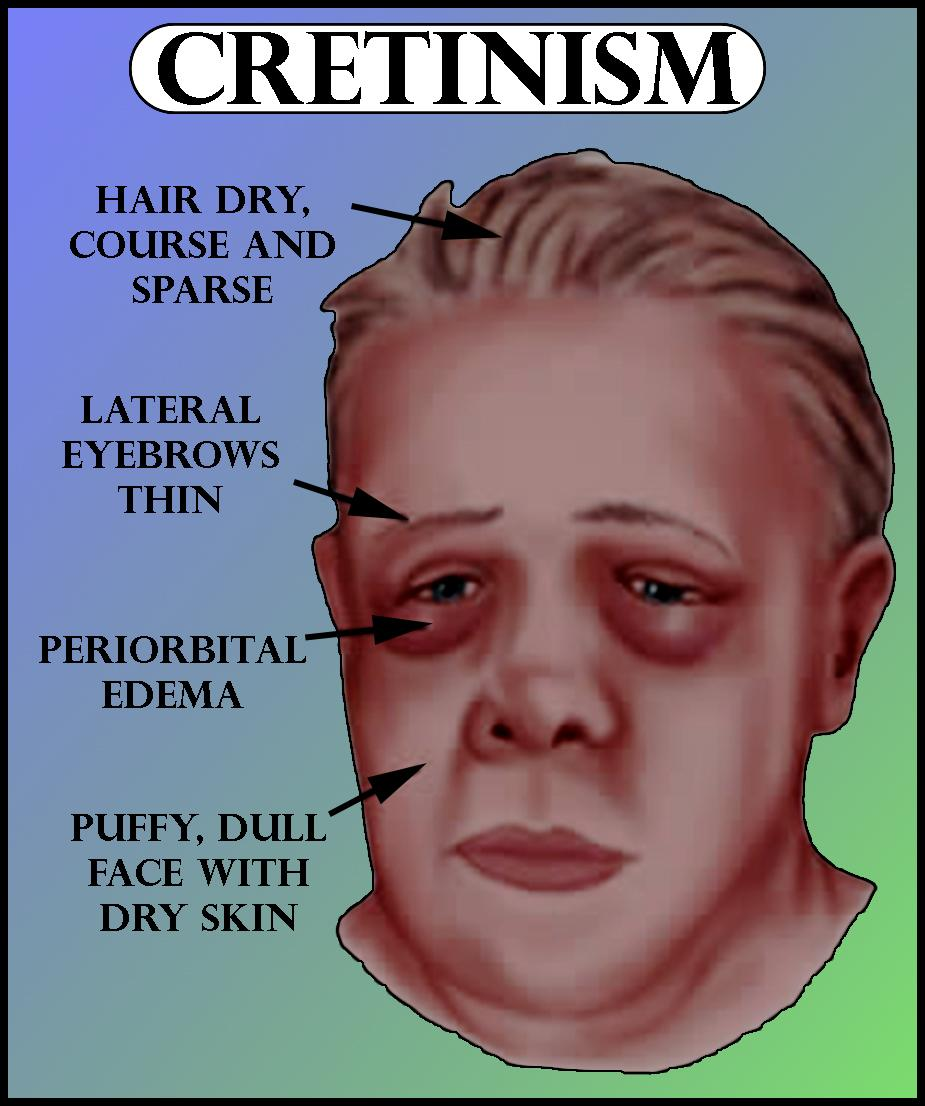 CRETINISM
HAIR DRY,
COURSE AND
SPARSE
LATERAL
EYEBROWS
THIN
PERIORBITAL
EDEMA
PUFFY, DULL
FACE WITH
DRY SKIN